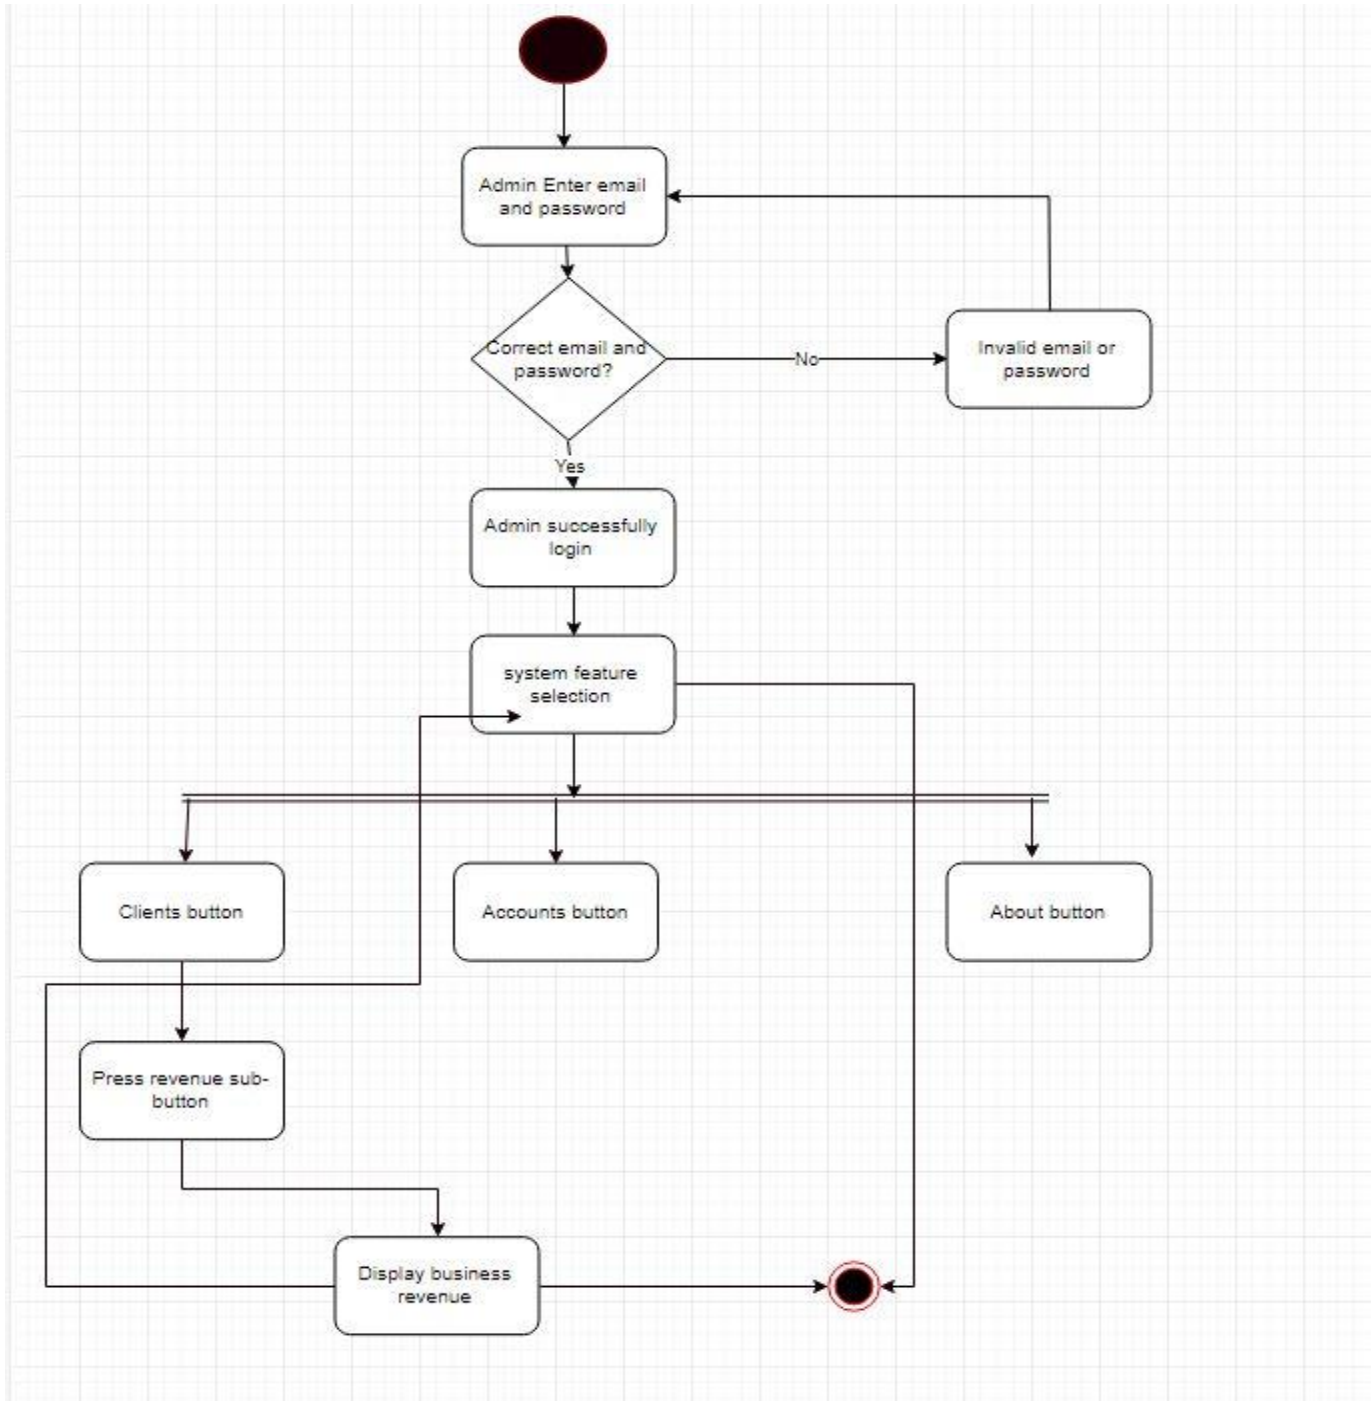 Admin Enter email
and password
Correct email and
password?
No
Invalid email or
password
Yes
Admin successfully
login
system feature
selection
Clients button
Accounts button
About button
Press revenue sub-
button
Display business
revenue